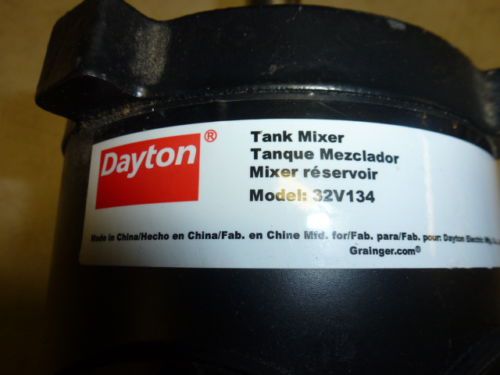 Dayton®
Tank Mixer
Tanque Mezclador
Mixer réservoir
Model: 32V134
Made in China/Hecho en China/Fab. en Chine Mfd. for/Fab. para/Fab. pour: Dayton Electric Mfg.
Grainger.com®